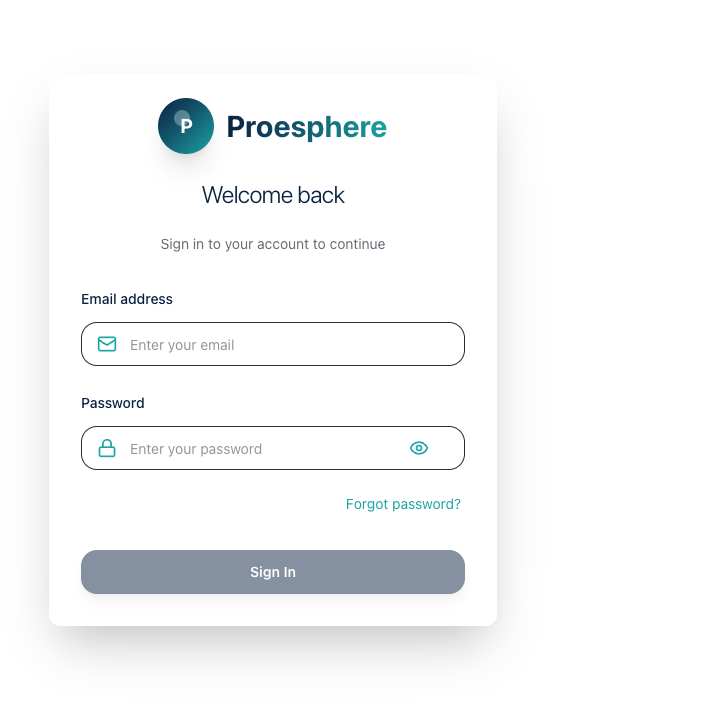 P
Proesphere
Welcome back
Sign in to your account to continue
Email address
Enter your email
Password
Enter your password
Forgot password?
Sign In